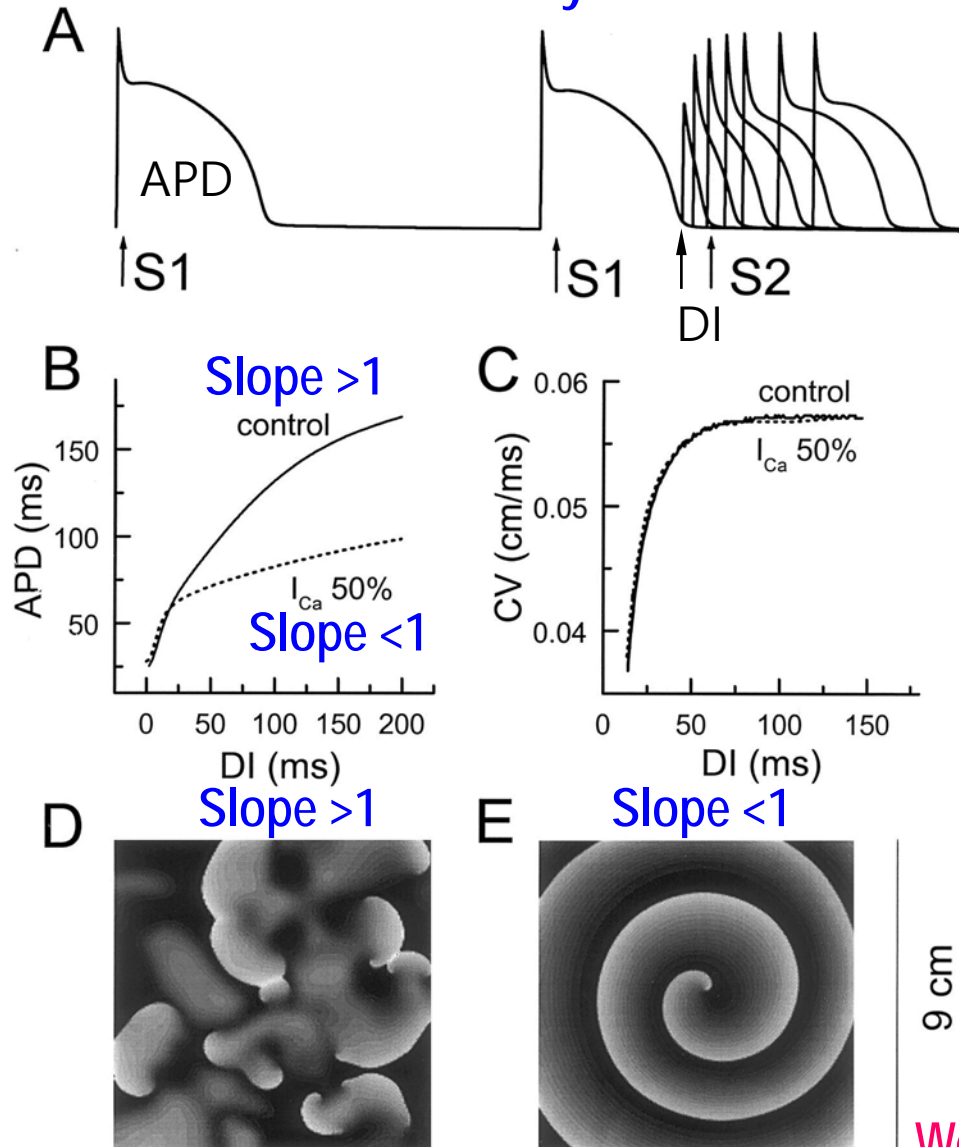 A
APD
S1
S1
S2
DI
B
Slope >1
control
I_Ca 50%
Slope <1
APD (ms)
150
100
50
0 50 100 150 200
DI (ms)
C
0.06
control
I_Ca 50%
CV (cm/ms)
0.05
0.04
0 50 100 150
DI (ms)
D
Slope >1
E
Slope <1
9 cm